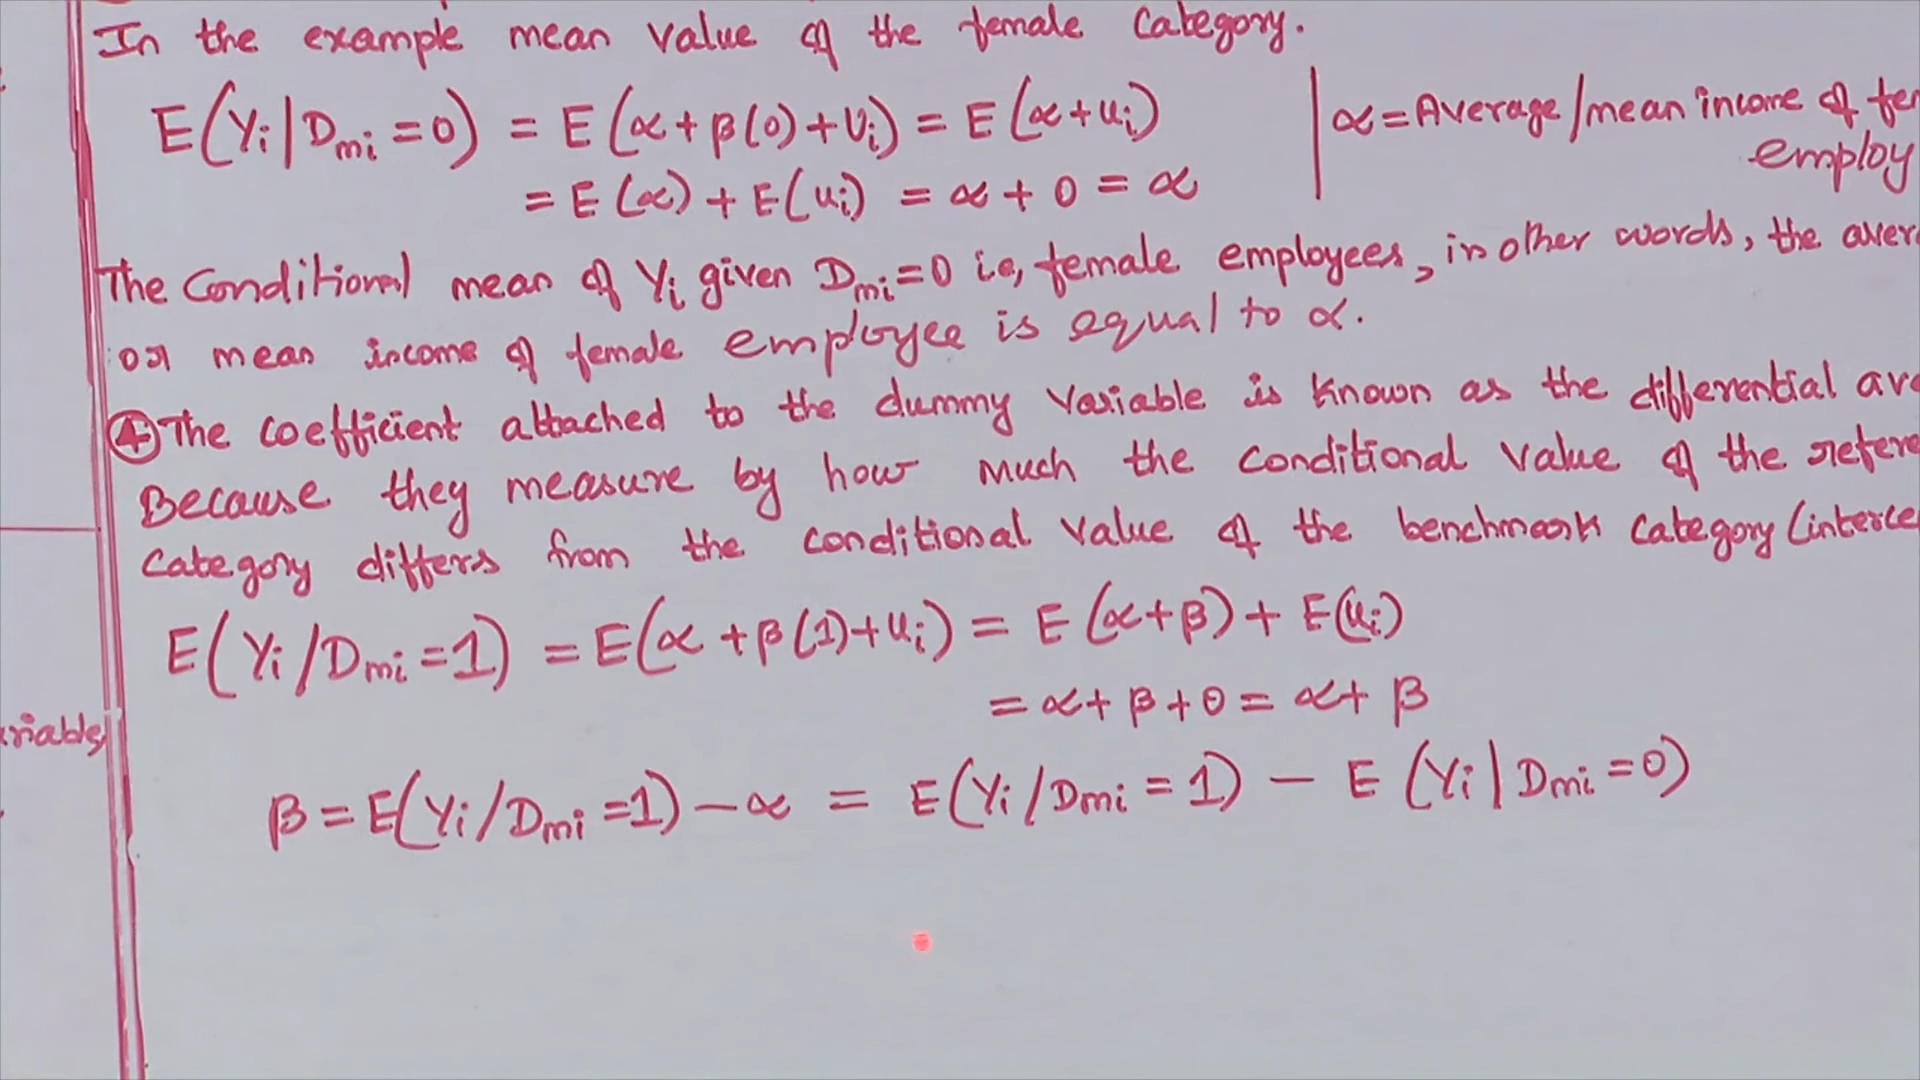 In the example mean value of the female category.
E(Yi|Dmi=0) = E(α+β(0)+Ui) = E(α+ui)
α=Average/mean income of fem
employ
= E(α)+E(ui) = α+0 = α
The Conditional mean of Yi given Dmi=0 i.e, female employees, in other words, the aver
or mean income of female employee is equal to α.
④ The coefficient attached to the dummy variable is known as the differential ave
Because they measure by how much the conditional value of the refere
category differs from the conditional value of the benchmark category (interce
E(Yi/Dmi=1) = E(α+β(1)+ui) = E(α+β)+E(ui)
= α+β+0 = α+β
ariable,
β=E(Yi/Dmi=1)-α = E(Yi/Dmi=1) - E(Yi|Dmi=0)